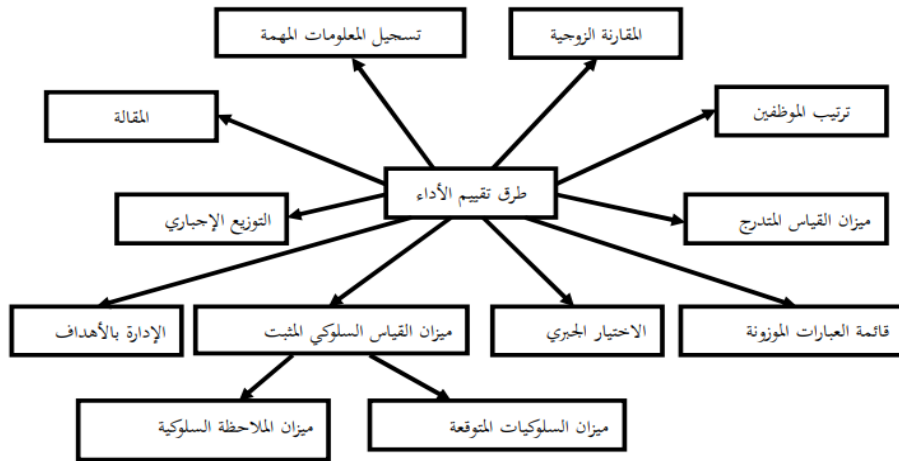 المقارنة الزوجية
تسجيل المعلومات المهمة
ترتيب الموظفين
المقالة
طرق تقييم الأداء
ميزان القياس المتدرج
التوزيع الإجباري
قائمة العبارات الموزونة
الاختيار الجبري
ميزان القياس السلوكي المثبت
الإدارة بالأهداف
ميزان السلوكيات المتوقعة
ميزان الملاحظة السلوكية